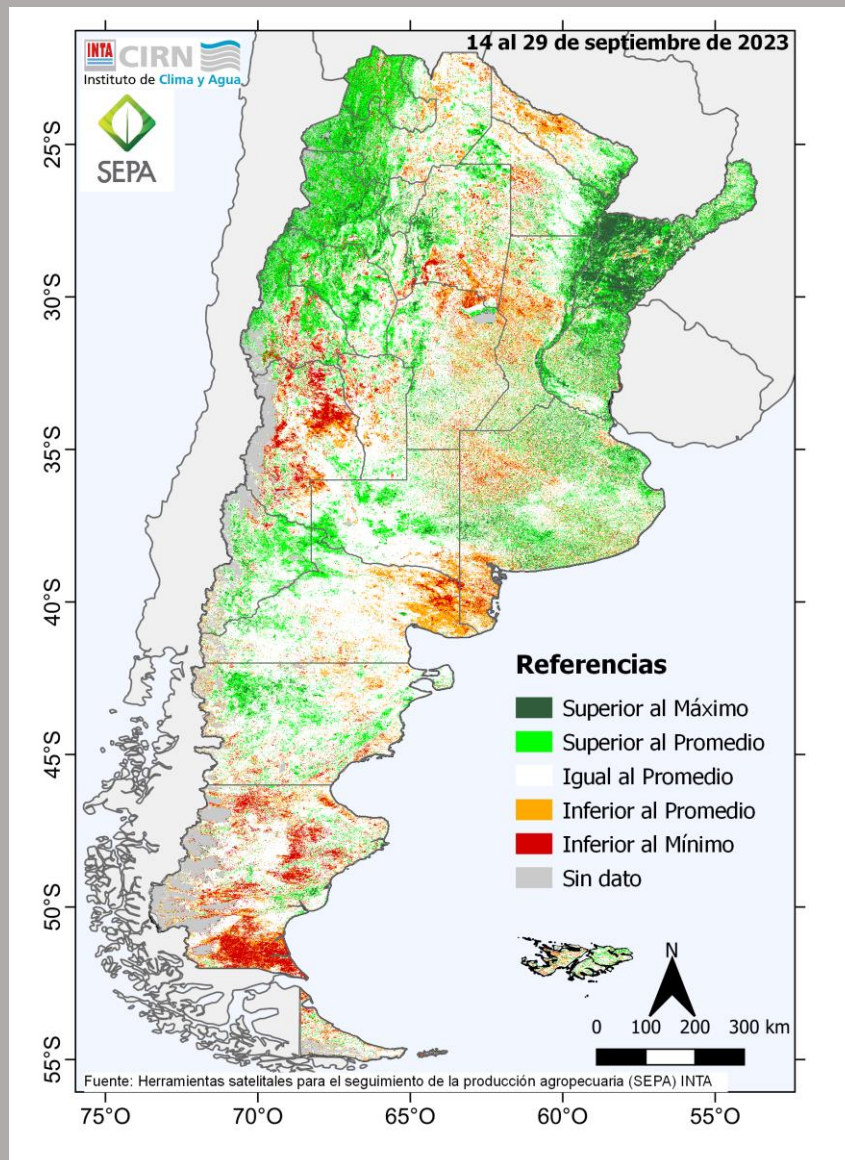 14 al 29 de septiembre de 2023
INTA CIRN
Instituto de Clima y Agua
SEPA
25°S
30°S
35°S
40°S
45°S
50°S
55°S
Referencias
Superior al Máximo
Superior al Promedio
Igual al Promedio
Inferior al Promedio
Inferior al Mínimo
Sin dato
N
0 100 200 300 km
Fuente: Herramientas satelitales para el seguimiento de la producción agropecuaria (SEPA) INTA
75°O 70°O 65°O 60°O 55°O